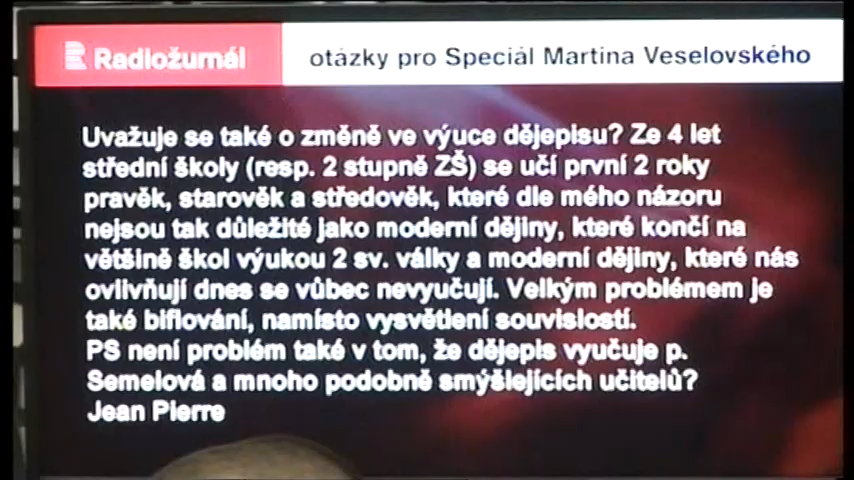 Radiožurnál
otázky pro Speciál Martina Veselovského
Uvažuje se také o změně ve výuce dějepisu? Ze 4 let
střední školy (resp. 2 stupně ZŠ) se učí první 2 roky
pravěk, starověk a středověk, které dle mého názoru
nejsou tak důležité jako moderní dějiny, které končí na
většině škol výukou 2 sv. války a moderní dějiny, které nás
ovlivňují dnes se vůbec nevyučují. Velkým problémem je
také biflování, namísto vysvětlení souvislostí.
PS není problém také v tom, že dějepis vyučuje p.
Semelová a mnoho podobně smýšlejících učitelů?
Jean Pierre